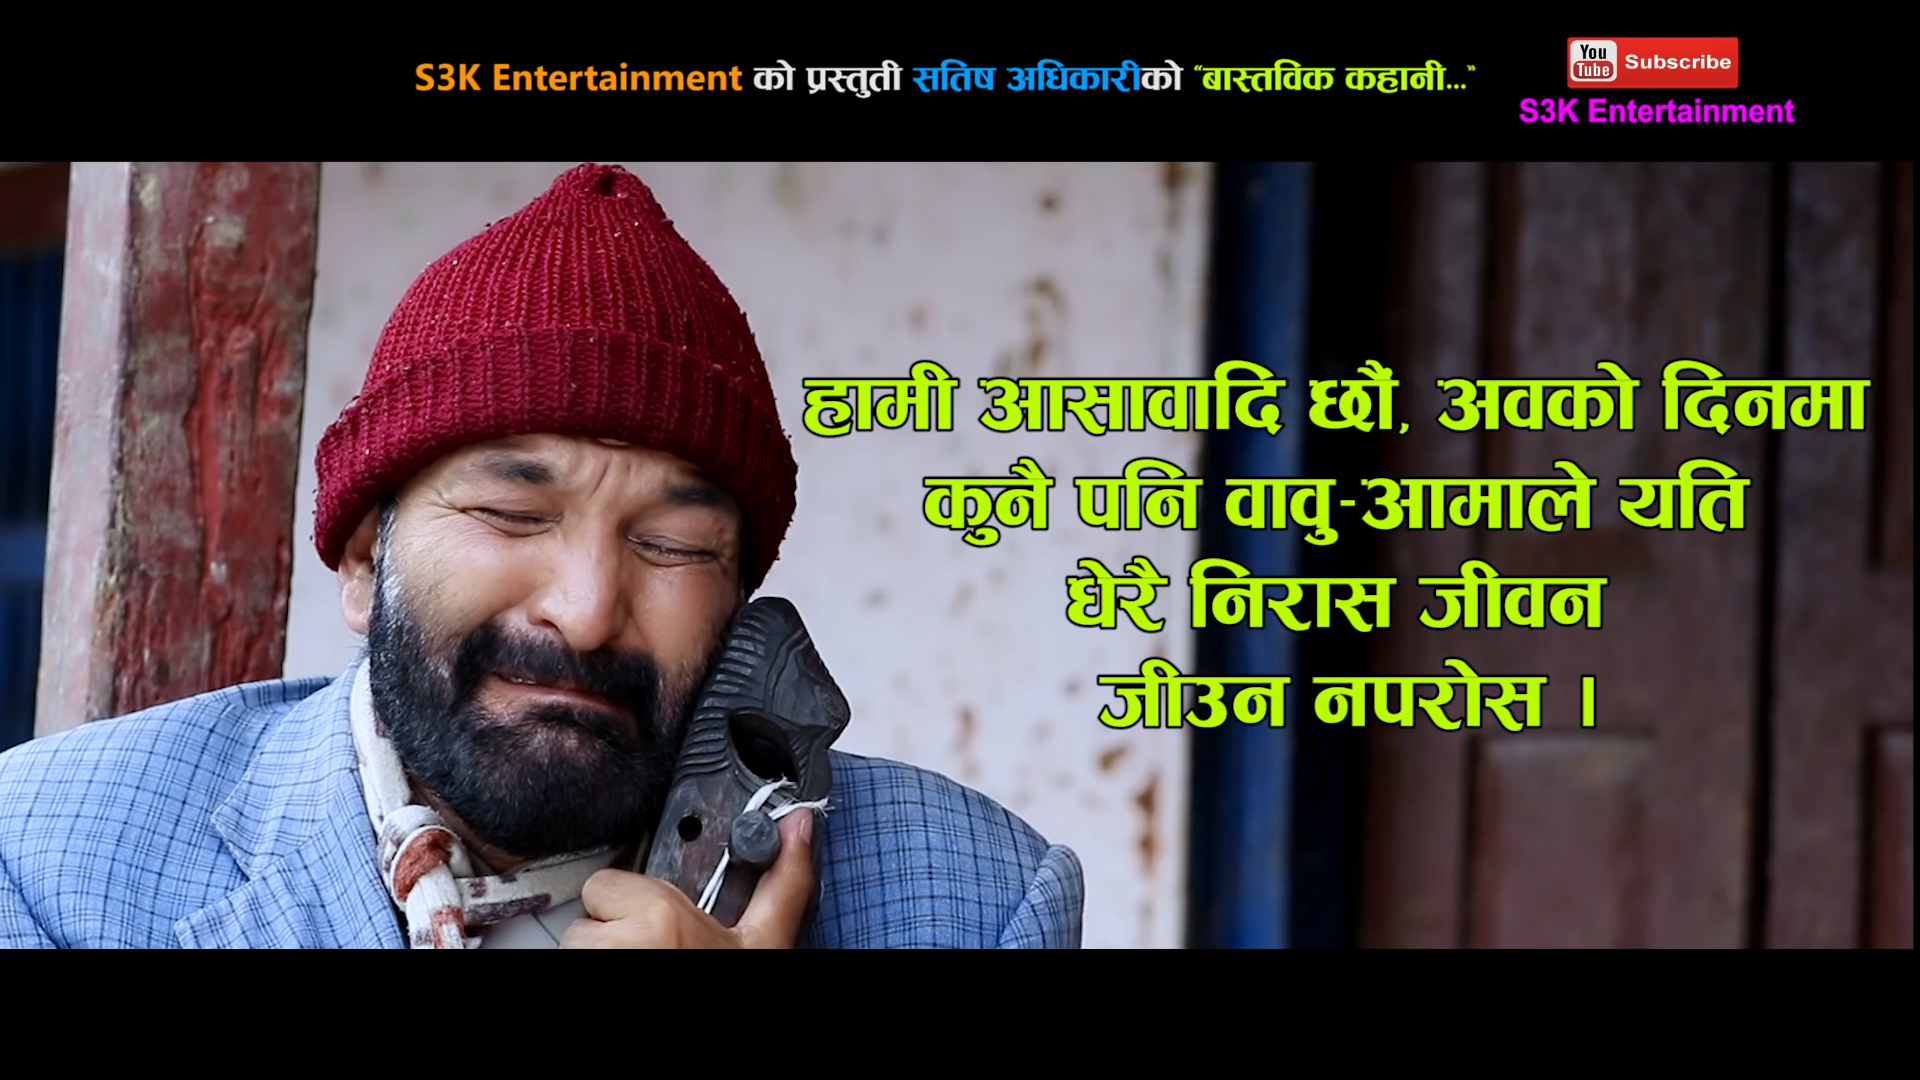 S3K Entertainment को प्रस्तुती सतिष अधिकारीको “बास्तविक कहानी...”
You Tube Subscribe
S3K Entertainment
हामी आसावादि छौं, अवको दिनमा
कुनै पनि वावु-आमाले यति
धेरै निरास जीवन
जीउन नपरोस ।